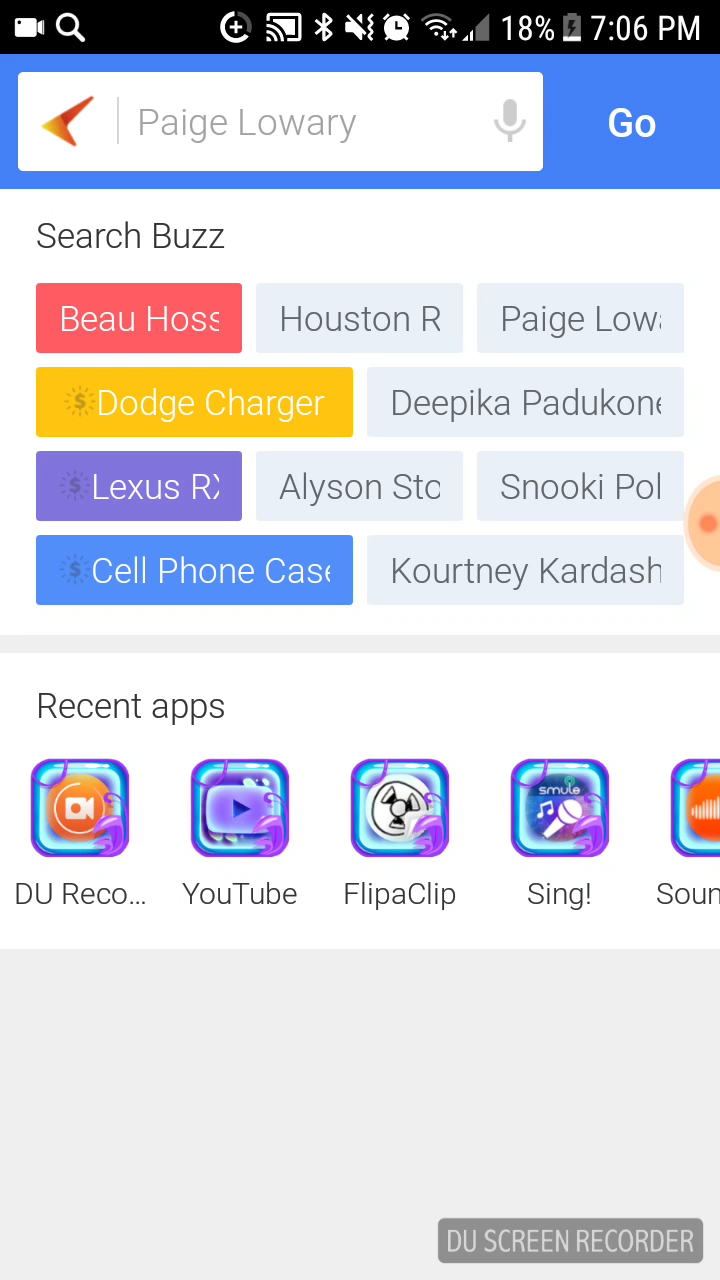 18% 7:06 PM
Paige Lowary Go
Search Buzz
Beau Hoss Houston R Paige Lowa
$ Dodge Charger Deepika Padukone
$ Lexus RX Alyson Sto Snooki Pol
$ Cell Phone Case Kourtney Kardash
Recent apps
smule
DU Reco... YouTube FlipaClip Sing! Soun
DU SCREEN RECORDER